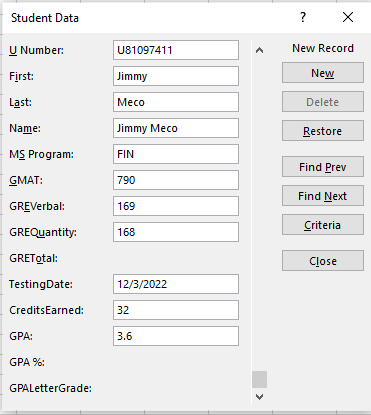 Student Data ? ×
U Number: U81097411 New Record
First: Jimmy New
Last: Meco Delete
Name: Jimmy Meco Restore
MS Program: FIN Find Prev
GMAT: 790 Find Next
GREVerbal: 169 Criteria
GREQuantity: 168
GRETotal: Close
TestingDate: 12/3/2022
CreditsEarned: 32
GPA: 3.6
GPA %:
GPALetterGrade: